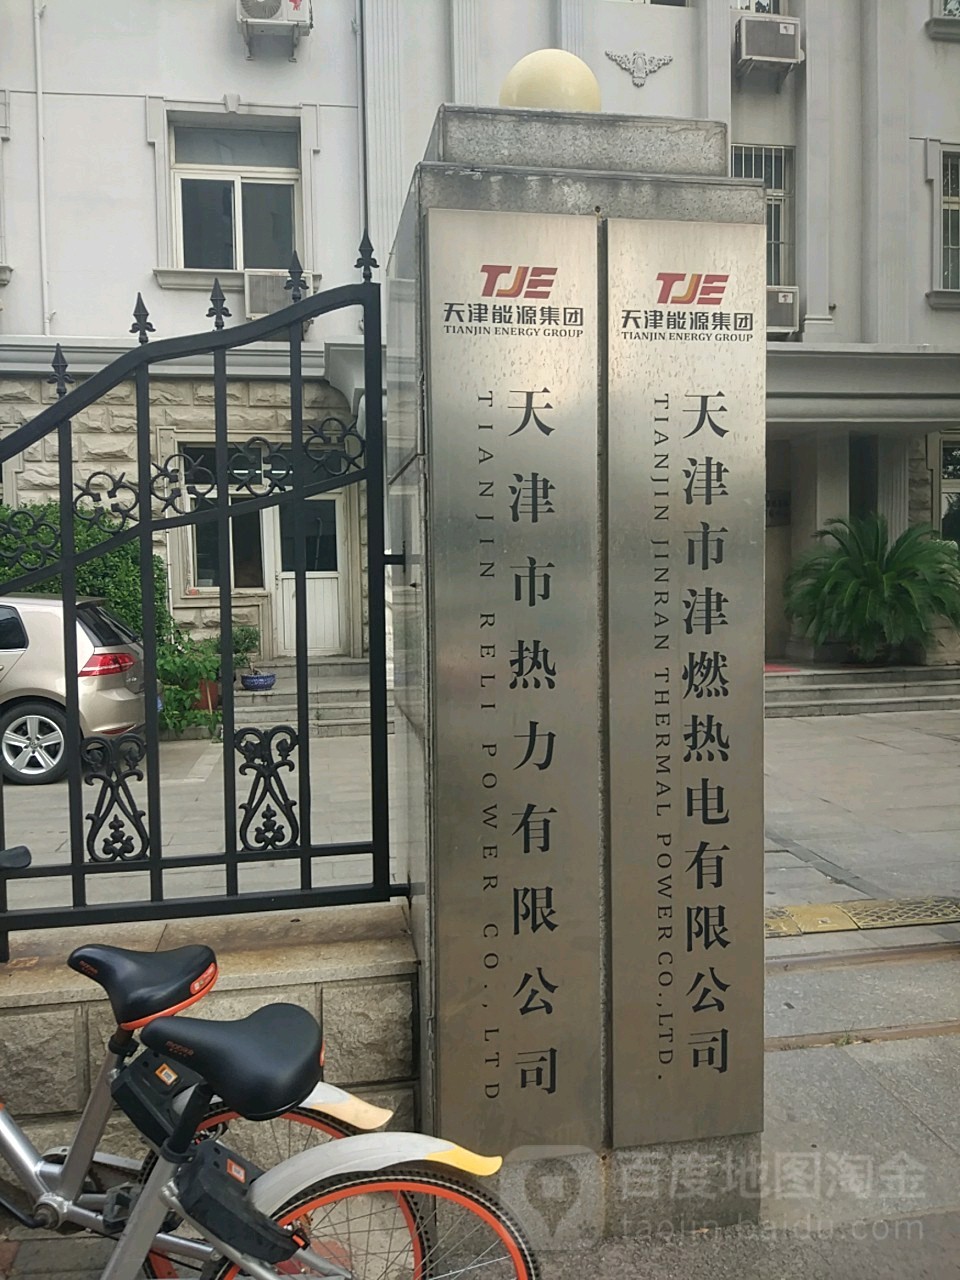 TJE
天津能源集团
TIANJIN ENERGY GROUP
天津市热力有限公司
TIANJIN RELI POWER CO.,LTD
TJE
天津能源集团
TIANJIN ENERGY GROUP
天津市津燃热电有限公司
TIANJIN JINRAN THERMAL POWER CO.,LTD.
百度地图淘金
taojin.baidu.com